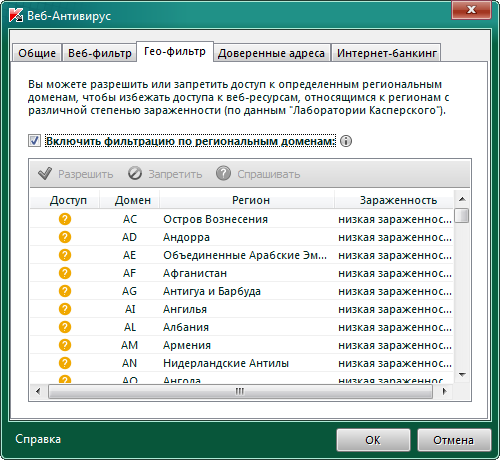 Веб-Антивирус
Общие Веб-фильтр Гео-фильтр Доверенные адреса Интернет-банкинг
Вы можете разрешить или запретить доступ к определенным региональным
доменам, чтобы избежать доступа к веб-ресурсам, относящимся к регионам с
различной степенью зараженности (по данным "Лаборатории Касперского").
Включить фильтрацию по региональным доменам:
Разрешить Запретить Спрашивать
Доступ Домен Регион Зараженность
AC Остров Вознесения низкая зараженнос...
AD Андорра низкая зараженнос...
AE Объединенные Арабские Эм... низкая зараженнос...
AF Афганистан низкая зараженнос...
AG Антигуа и Барбуда низкая зараженнос...
AI Ангилья низкая зараженнос...
AL Албания низкая зараженнос...
AM Армения низкая зараженнос...
AN Нидерландские Антилы низкая зараженнос...
AO Ангола низкая зараженнос...
Справка OK Отмена